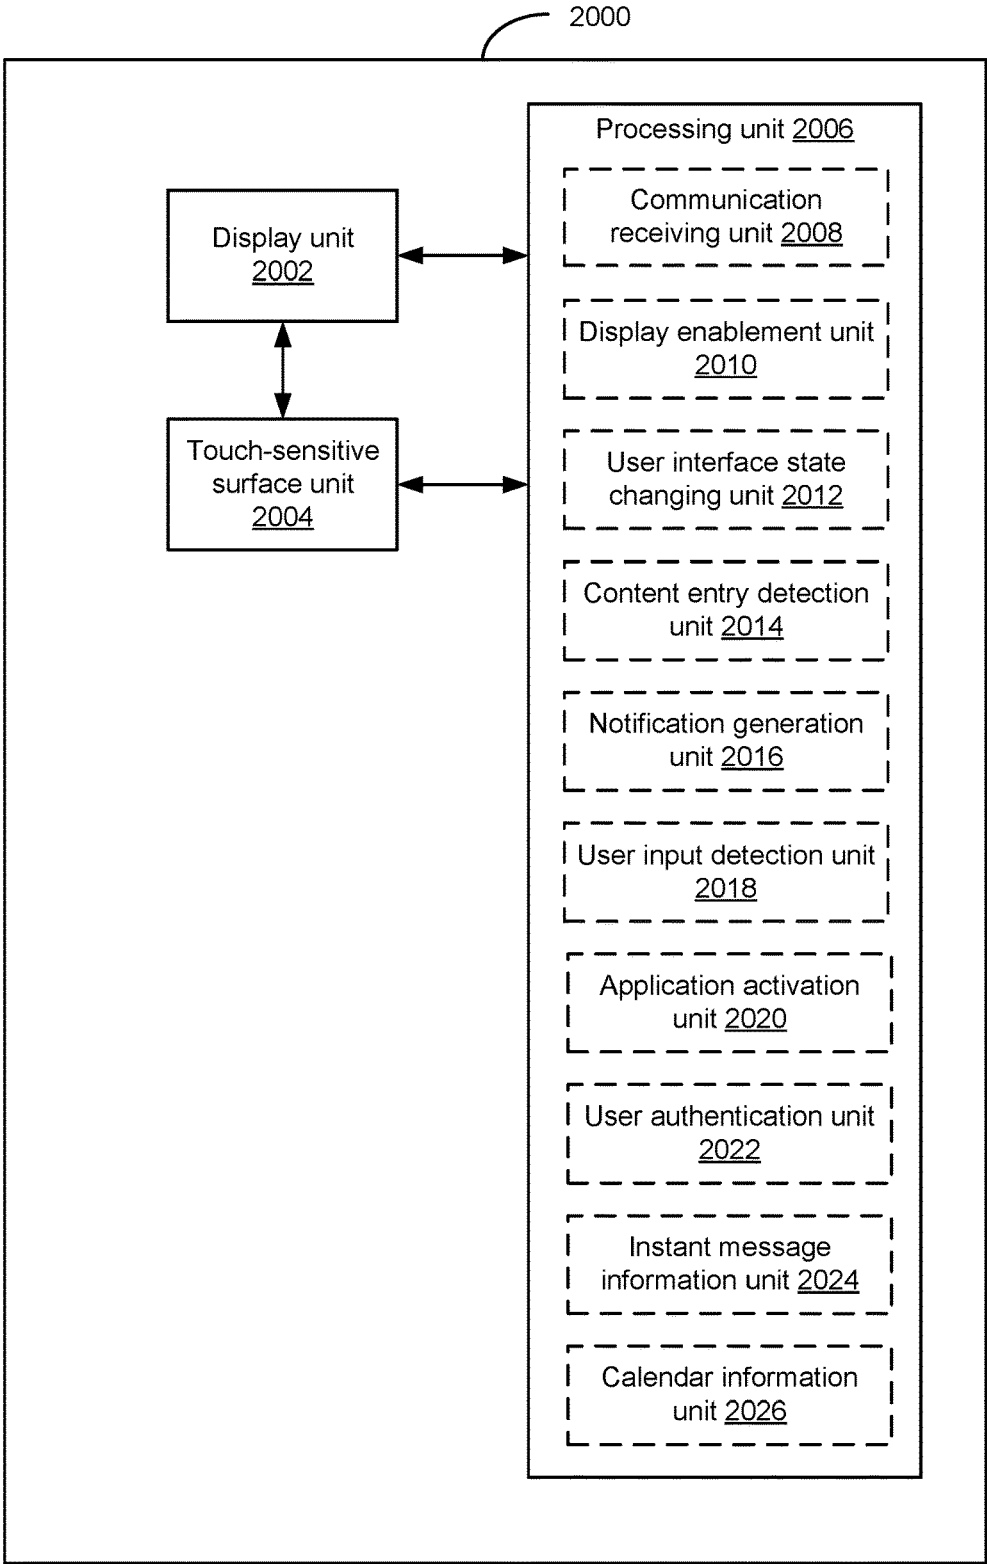 2000
Processing unit 2006
Communication
receiving unit 2008
Display unit
2002
Display enablement unit
2010
Touch-sensitive
surface unit
2004
User interface state
changing unit 2012
Content entry detection
unit 2014
Notification generation
unit 2016
User input detection unit
2018
Application activation
unit 2020
User authentication unit
2022
Instant message
information unit 2024
Calendar information
unit 2026